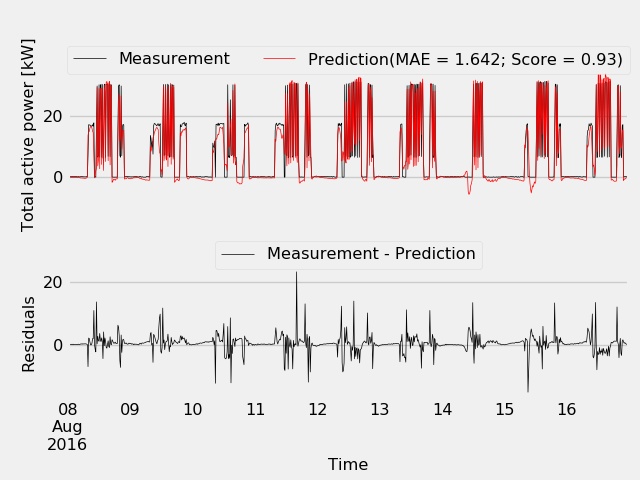 Measurement
Prediction(MAE = 1.642; Score = 0.93)
Total active power [kW]
20
0
Measurement - Prediction
Residuals
20
0
08 09 10 11 12 13 14 15 16
Aug
2016
Time